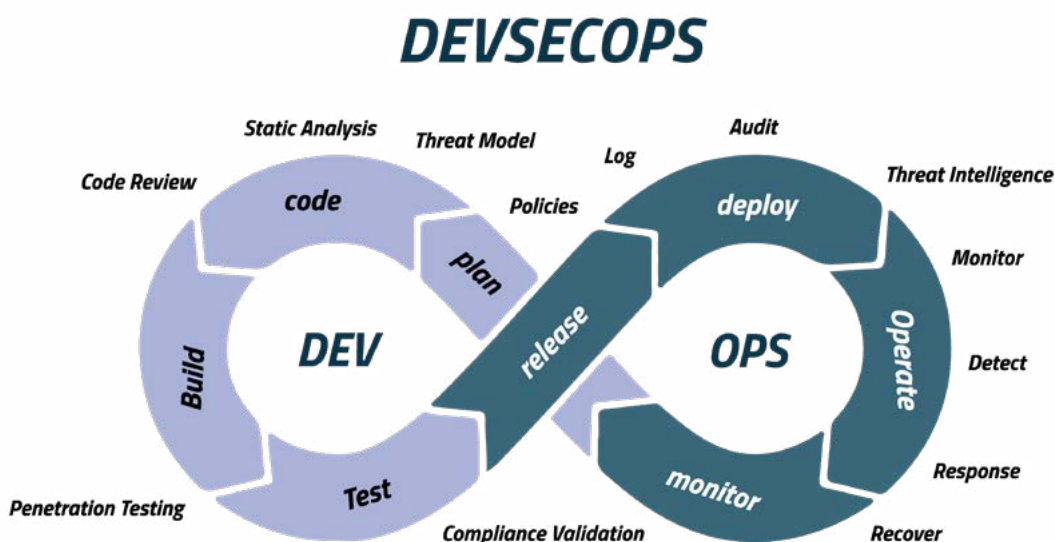 DEVSECOPS
Static Analysis
Threat Model
Log
Audit
Code Review
code
Policies
deploy
Threat Intelligence
plan
Monitor
DEV
release
OPS
Build
Operate
Detect
Test
monitor
Response
Penetration Testing
Compliance Validation
Recover